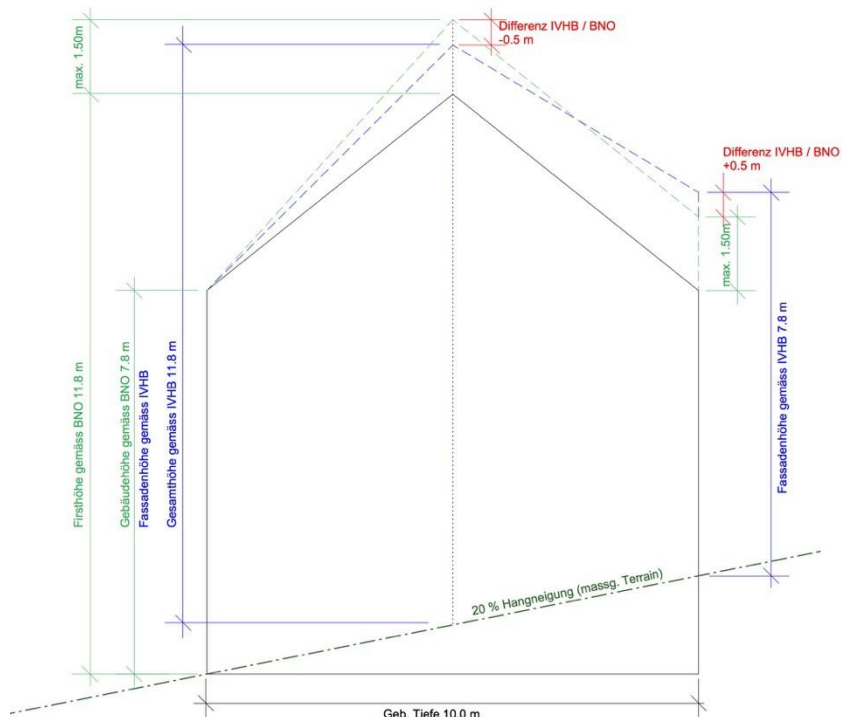 Differenz IVHB / BNO
-0.5 m
max. 1.50m
Differenz IVHB / BNO
+0.5 m
max. 1.50m
Firsthöhe gemäss BNO 11.8 m
Gebäudehöhe gemäss BNO 7.8 m
Fassadenhöhe gemäss IVHB
Gesamthöhe gemäss IVHB 11.8 m
Fassadenhöhe gemäss IVHB 7.8 m
20 % Hangneigung (massg. Terrain)
Geb. Tiefe 10.0 m